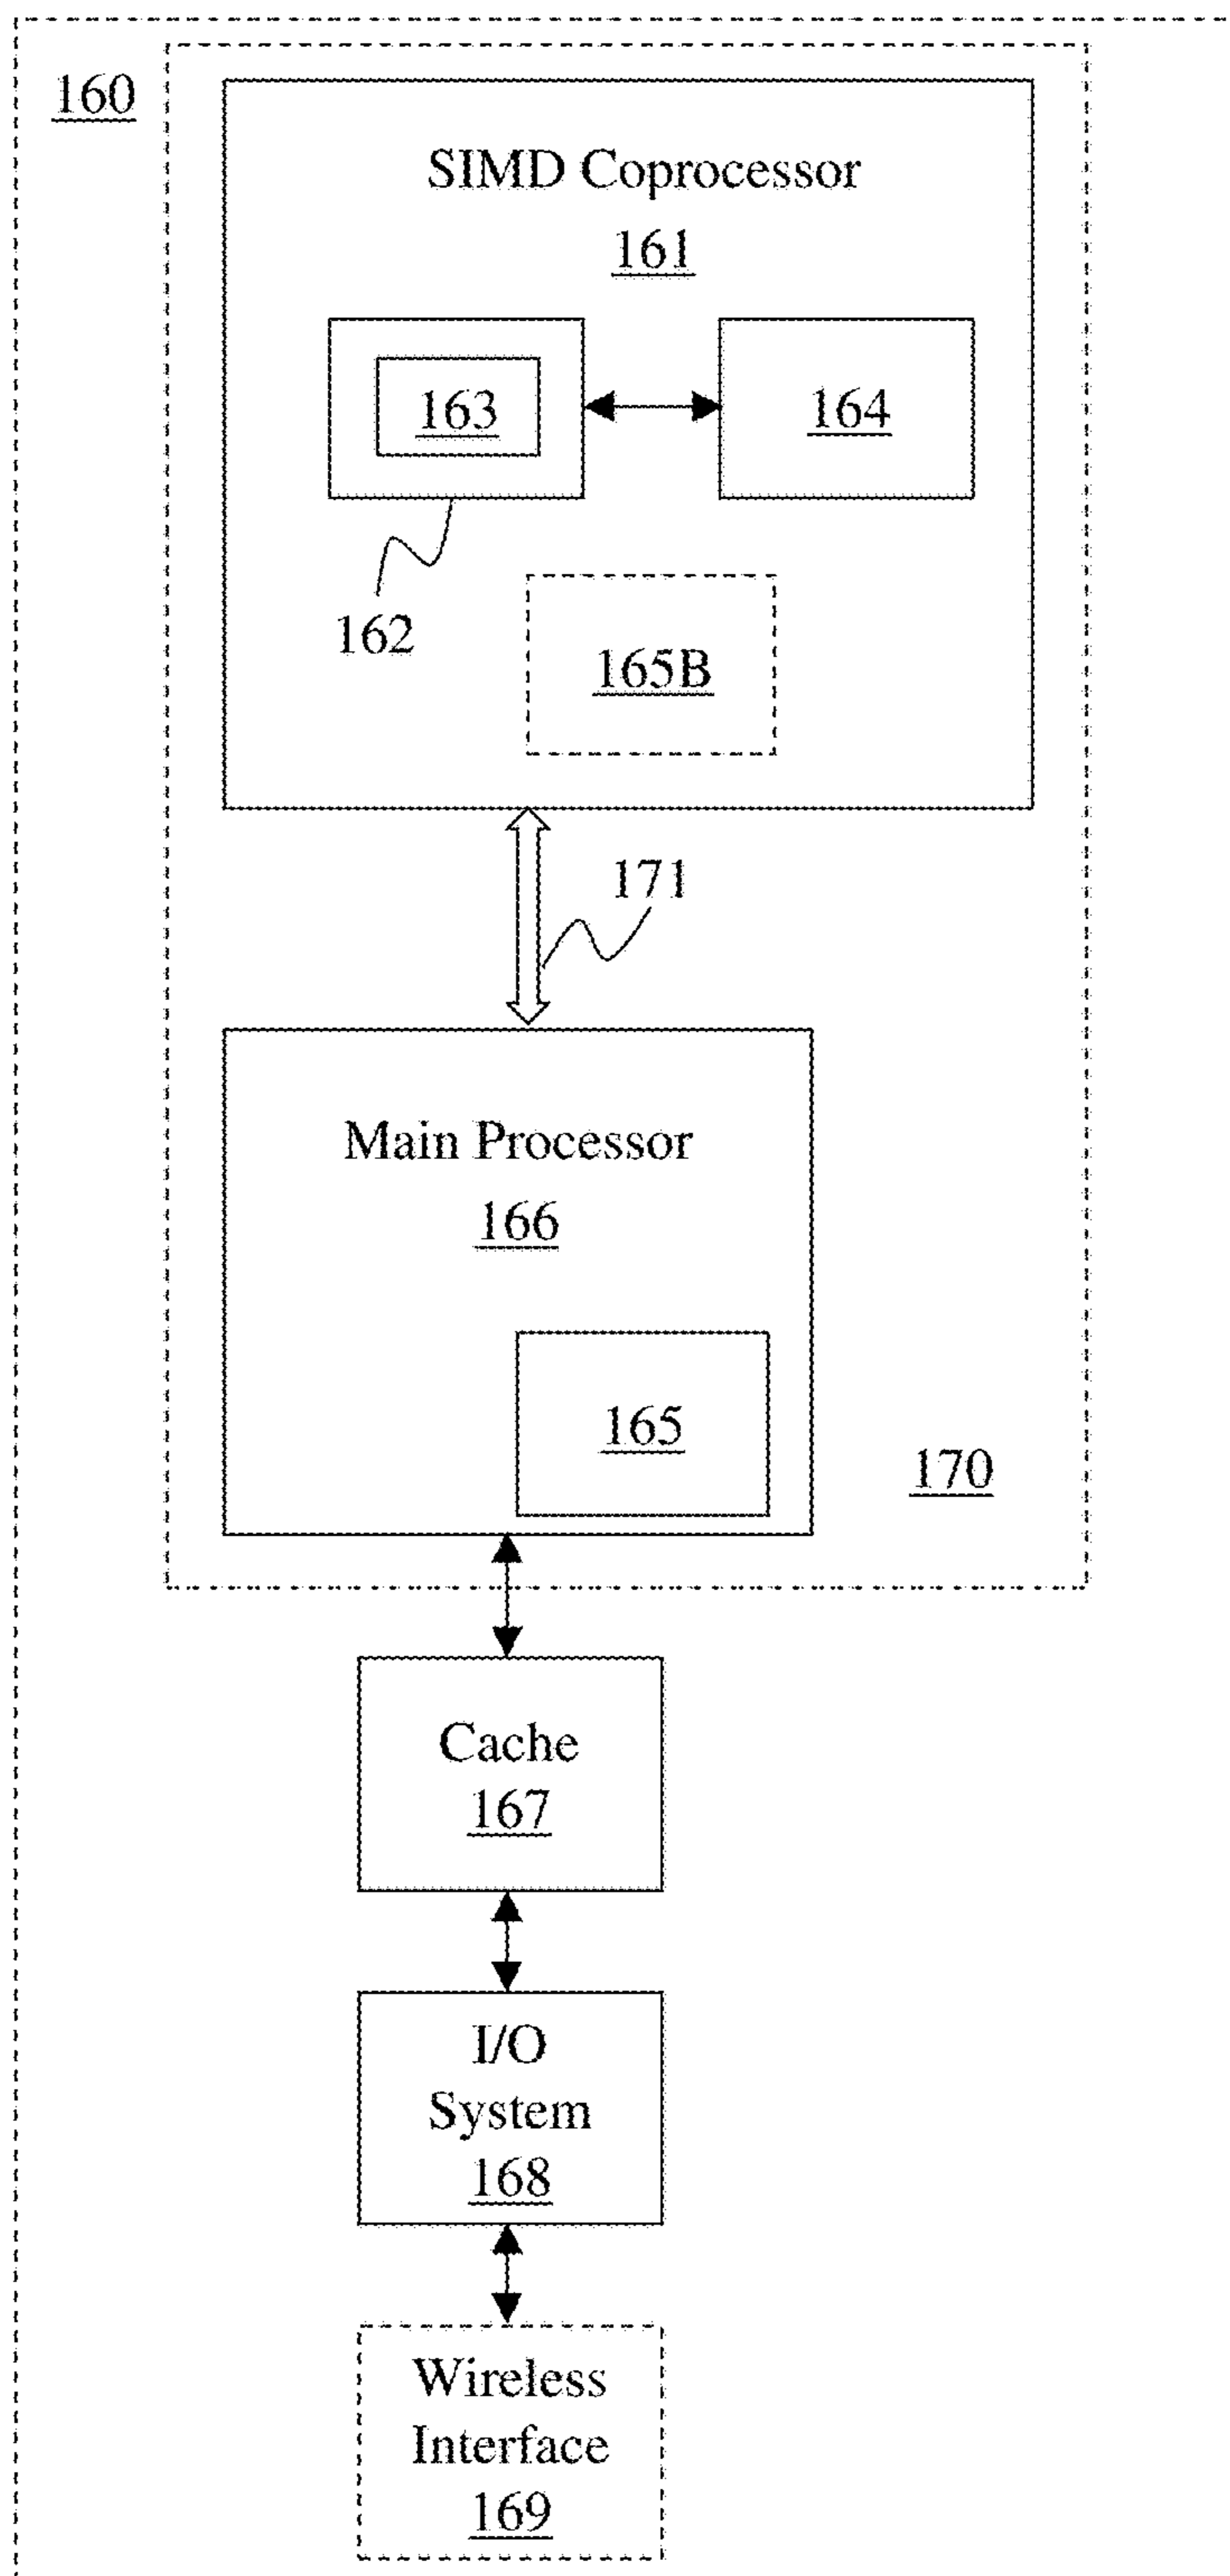 160
SIMD Coprocessor
161
163
164
162
165B
171
Main Processor
166
165
170
Cache
167
I/O
System
168
Wireless
Interface
169